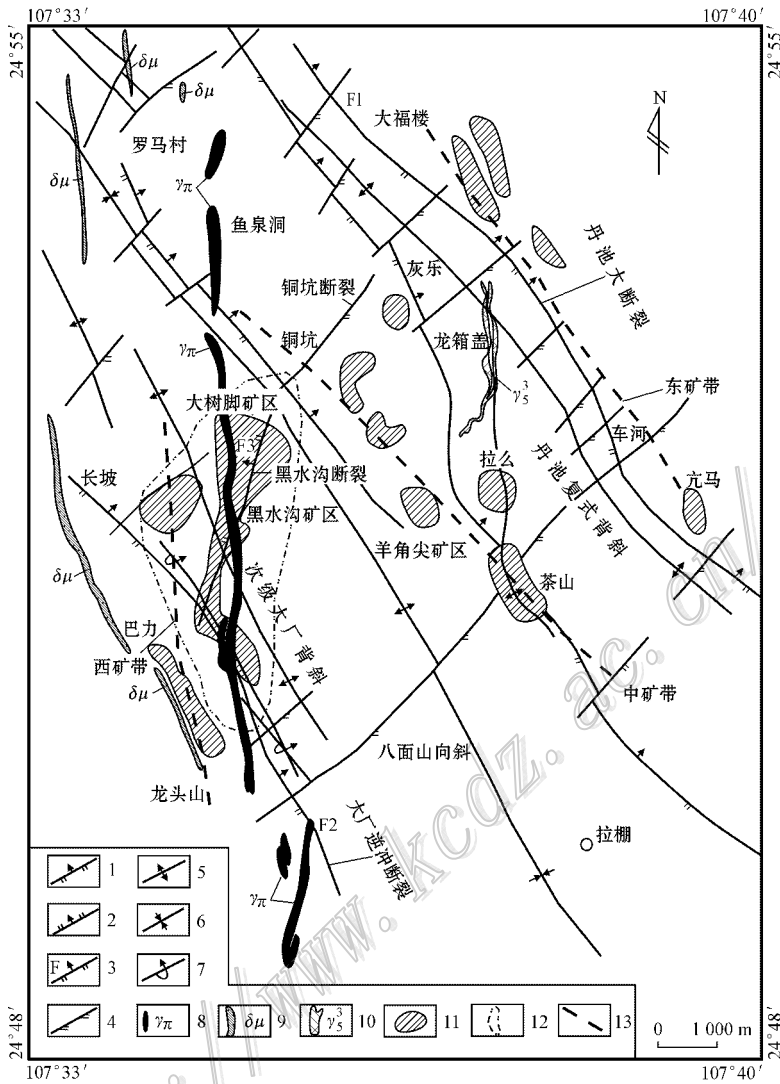 107°33′
107°40′
24°55′
24°55′
δμ
δμ
F1
大福楼
N
罗马村
δμ
γπ
鱼泉洞
灰乐
丹池大断裂
铜坑断裂
铜坑
龙箱盖
γπ
γ₅³
东矿带
大树脚矿区
车河
F3
长坡
黑水沟断裂
拉么
亢马
丹池复式背斜
黑水沟矿区
羊角尖矿区
茶山
δμ
次级大厂背斜
巴力
西矿带
δμ
中矿带
八面山向斜
龙头山
大厂逆冲断裂
F2
拉棚
γπ
1
5
2
6
F
3
7
4
γπ
8
δμ
9
γ₅³
10
11
12
13
0 1 000 m
24°48′
24°48′
107°33′
107°40′
://www.kcdz.ac.cn/